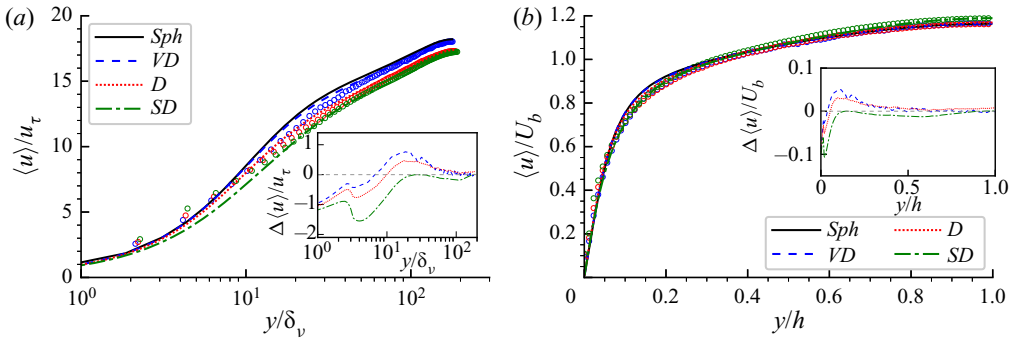 (a)
20
15
10
5
0
⟨u⟩/u_τ
Sph
VD
D
SD
10^0
10^1
10^2
y/δ_ν
Δ⟨u⟩/u_τ
1
0
−1
−2
10^0
10^1
10^2
y/δ_ν
(b)
1.2
1.0
0.8
0.6
0.4
0.2
0
⟨u⟩/U_b
0.2
0.4
0.6
0.8
1.0
y/h
Δ⟨u⟩/U_b
0.1
0
−0.1
0
0.5
1.0
y/h
Sph
VD
D
SD